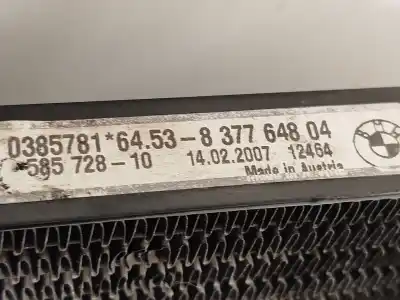 0385781*64.53-8 377 648 04
585 728-10 14.02.2007 12464
Made in Austria